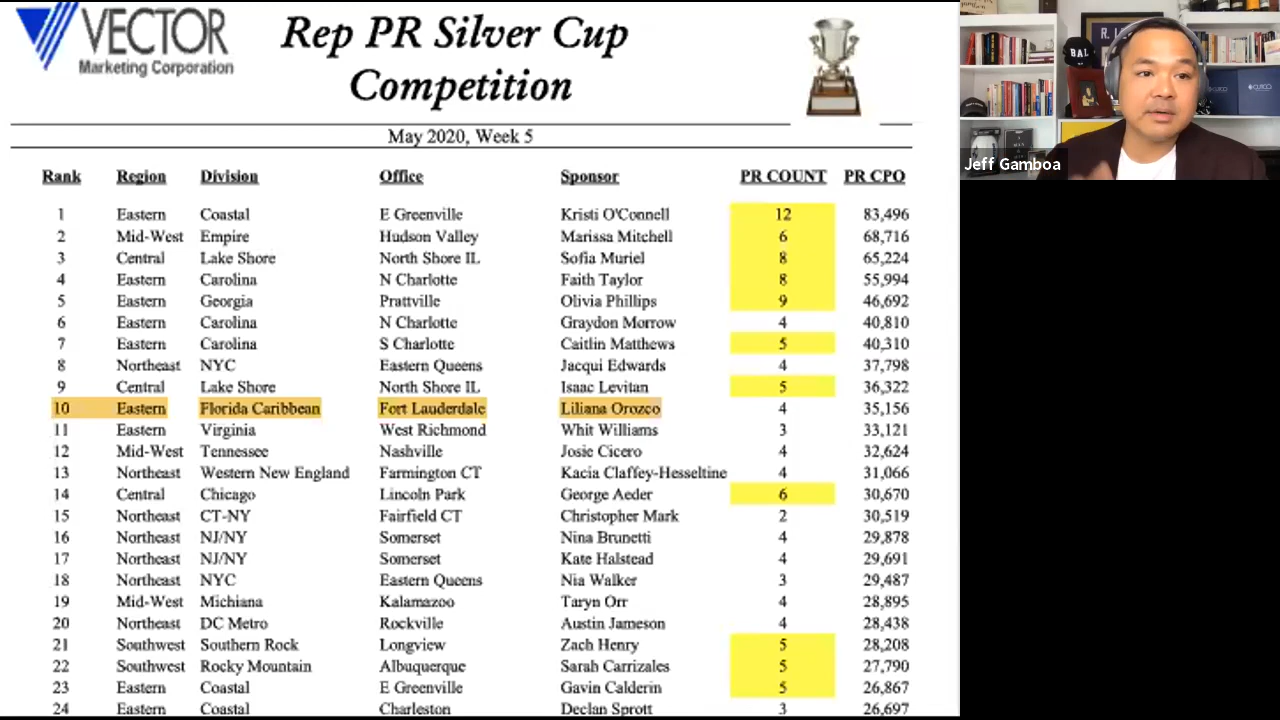 VECTOR
Marketing Corporation
Rep PR Silver Cup
Competition
May 2020, Week 5
Rank Region Division Office Sponsor PR COUNT PR CPO
1 Eastern Coastal E Greenville Kristi O'Connell 12 83,496
2 Mid-West Empire Hudson Valley Marissa Mitchell 6 68,716
3 Central Lake Shore North Shore IL Sofia Muriel 8 65,224
4 Eastern Carolina N Charlotte Faith Taylor 8 55,994
5 Eastern Georgia Prattville Olivia Phillips 9 46,692
6 Eastern Carolina N Charlotte Graydon Morrow 4 40,810
7 Eastern Carolina S Charlotte Caitlin Matthews 5 40,310
8 Northeast NYC Eastern Queens Jacqui Edwards 4 37,798
9 Central Lake Shore North Shore IL Isaac Levitan 5 36,322
10 Eastern Florida Caribbean Fort Lauderdale Liliana Orozco 4 35,156
11 Eastern Virginia West Richmond Whit Williams 3 33,121
12 Mid-West Tennessee Nashville Josie Cicero 4 32,624
13 Northeast Western New England Farmington CT Kacia Claffey-Hesseltine 4 31,066
14 Central Chicago Lincoln Park George Aeder 6 30,670
15 Northeast CT-NY Fairfield CT Christopher Mark 2 30,519
16 Northeast NJ/NY Somerset Nina Brunetti 4 29,878
17 Northeast NJ/NY Somerset Kate Halstead 4 29,691
18 Northeast NYC Eastern Queens Nia Walker 3 29,487
19 Mid-West Michiana Kalamazoo Taryn Orr 4 28,895
20 Northeast DC Metro Rockville Austin Jameson 4 28,438
21 Southwest Southern Rock Longview Zach Henry 5 28,208
22 Southwest Rocky Mountain Albuquerque Sarah Carrizales 5 27,790
23 Eastern Coastal E Greenville Gavin Calderin 5 26,867
24 Eastern Coastal Charleston Declan Sprott 3 26,697
BAL
CUTCO
Jeff Gamboa